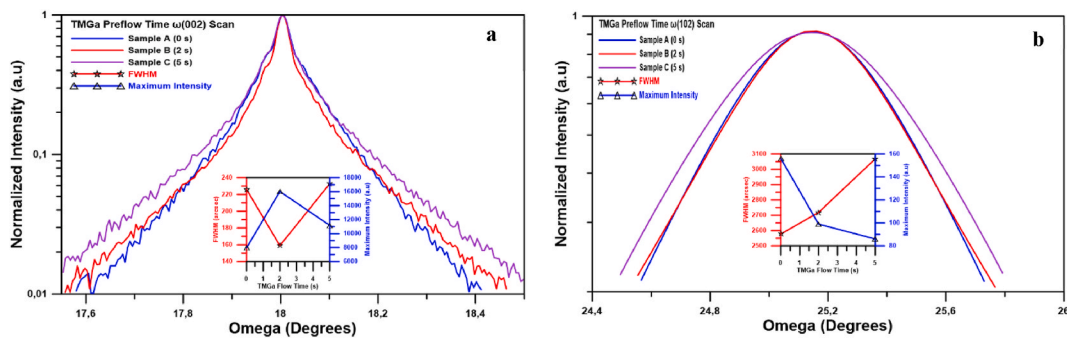 TMGa Preflow Time ω(002) Scan
Sample A (0 s)
Sample B (2 s)
Sample C (5 s)
FWHM
Maximum Intensity
a
Normalized Intensity (a.u)
1
0,1
0,01
17,6 17,8 18 18,2 18,4
Omega (Degrees)
FWHM (arcsec)
240
220
200
180
160
140
18000
16000
14000
12000
10000
8000
6000
Maximum Intensity (a.u)
0 1 2 3 4 5
TMGa Flow Time (s)
TMGa Preflow Time ω(102) Scan
Sample A (0 s)
Sample B (2 s)
Sample C (5 s)
FWHM
Maximum Intensity
b
Normalized Intensity (a.u)
1
24,4 24,8 25,2 25,6 26
Omega (Degrees)
FWHM (arcsec)
3100
3000
2900
2800
2700
2600
2500
160
140
120
100
80
Maximum Intensity (a.u)
0 1 2 3 4 5
TMGa Flow Time (s)